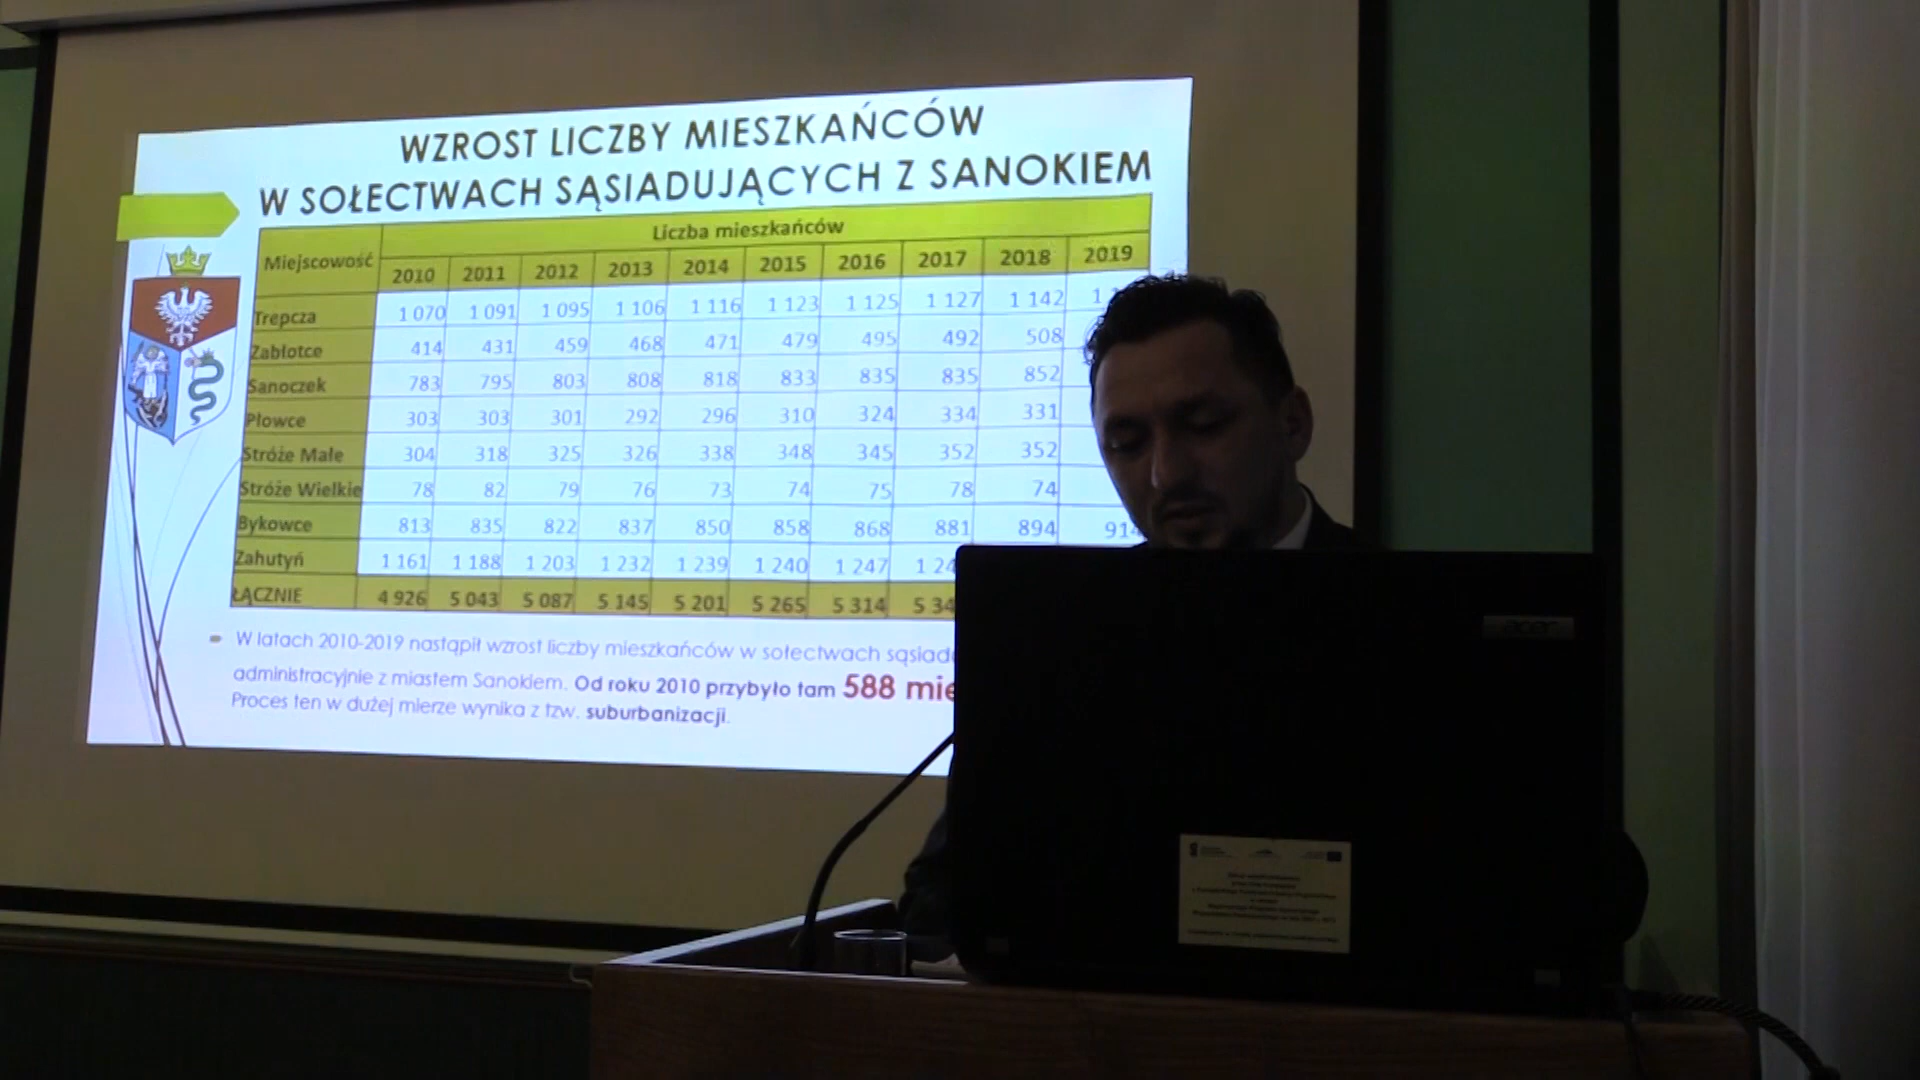 WZROST LICZBY MIESZKAŃCÓW
W SOŁECTWACH SĄSIADUJĄCYCH Z SANOKIEM
Miejscowość Liczba mieszkańców
2010 2011 2012 2013 2014 2015 2016 2017 2018 2019
Trepcza 1 070 1 091 1 095 1 106 1 116 1 123 1 125 1 127 1 142 1
Zabłotce 414 431 459 468 471 479 495 492 508
Sanoczek 783 795 803 808 818 833 835 835 852
Płowce 303 303 301 292 296 310 324 334 331
Stróże Małe 304 318 325 326 338 348 345 352 352
Stróże Wielkie 78 82 79 76 73 74 75 78 74
Bykowce 813 835 822 837 850 858 868 881 894 914
Zahutyń 1 161 1 188 1 203 1 232 1 239 1 240 1 247 1 24
ŁĄCZNIE 4 926 5 043 5 087 5 145 5 201 5 265 5 314 5 34
W latach 2010-2019 nastąpił wzrost liczby mieszkańców w sołectwach sąsiad
administracyjnie z miastem Sanokiem. Od roku 2010 przybyło tam 588 mie
Proces ten w dużej mierze wynika z tzw. suburbanizacji.
acer